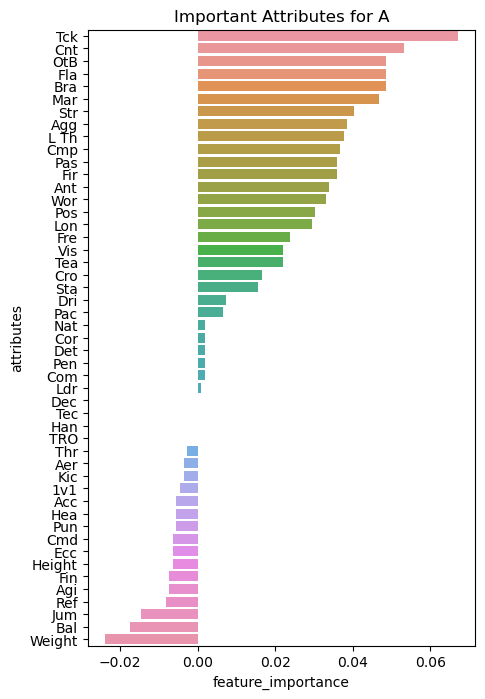 Important Attributes for A
Tck
Cnt
OtB
Fla
Bra
Mar
Str
Agg
L Th
Cmp
Pas
Fir
Ant
Wor
Pos
Lon
Fre
Vis
Tea
Cro
Sta
Dri
Pac
Nat
Cor
Det
Pen
Com
Ldr
Dec
Tec
Han
TRO
Thr
Aer
Kic
1v1
Acc
Hea
Pun
Cmd
Ecc
Height
Fin
Agi
Ref
Jum
Bal
Weight
attributes
−0.02 0.00 0.02 0.04 0.06
feature_importance